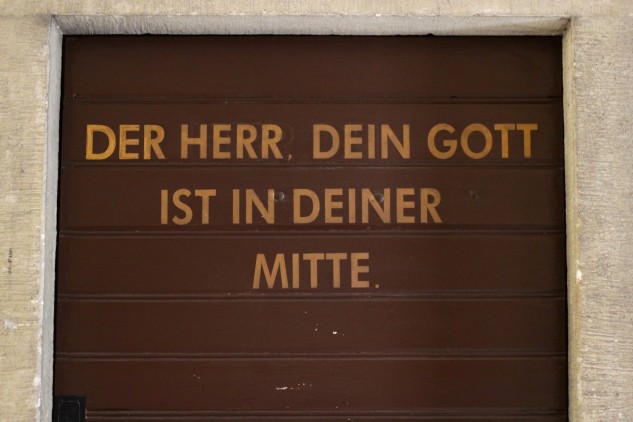 DER HERR, DEIN GOTT
IST IN DEINER
MITTE.